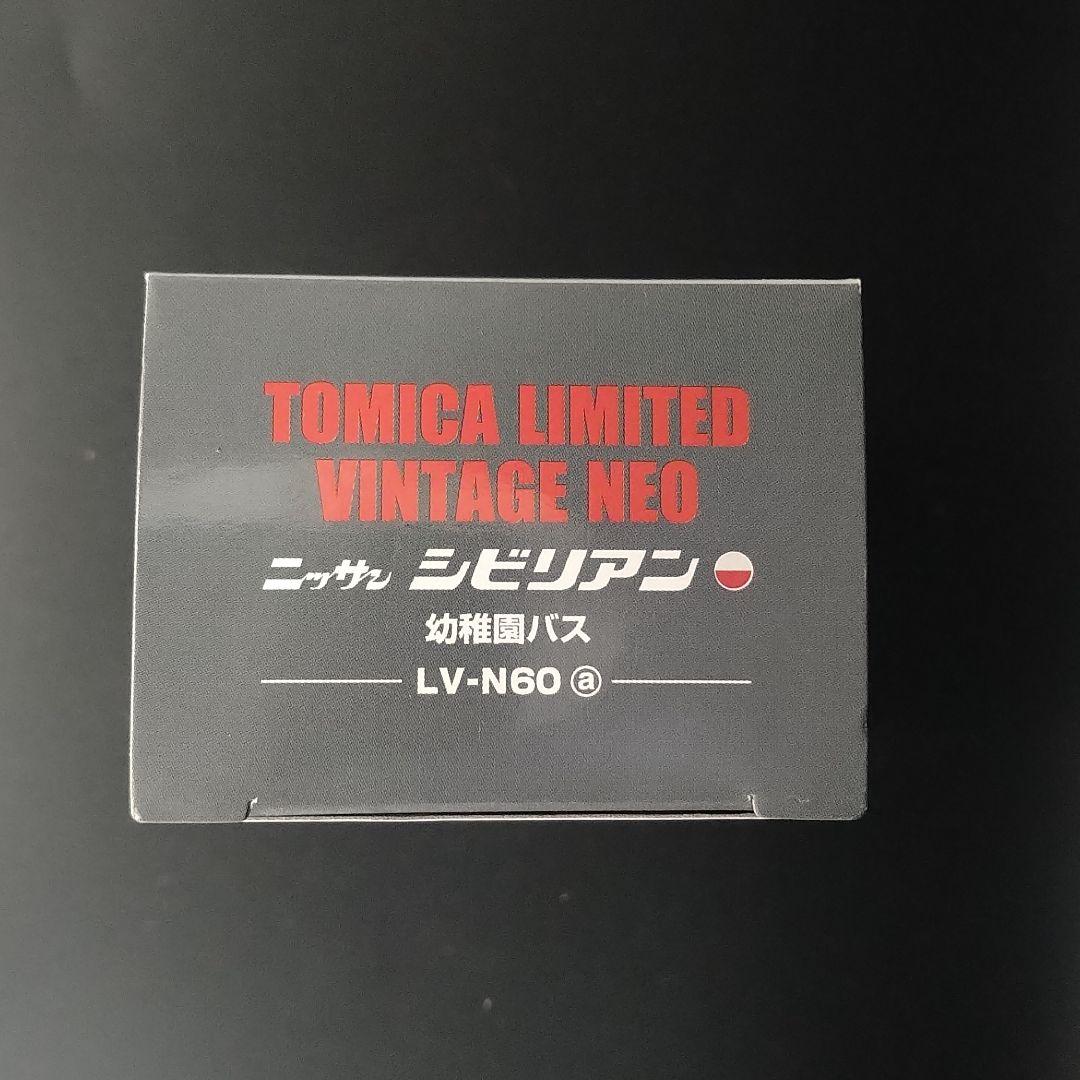 TOMICA LIMITED
VINTAGE NEO
ニッサン シビリアン
幼稚園バス
LV-N60 ⓐ